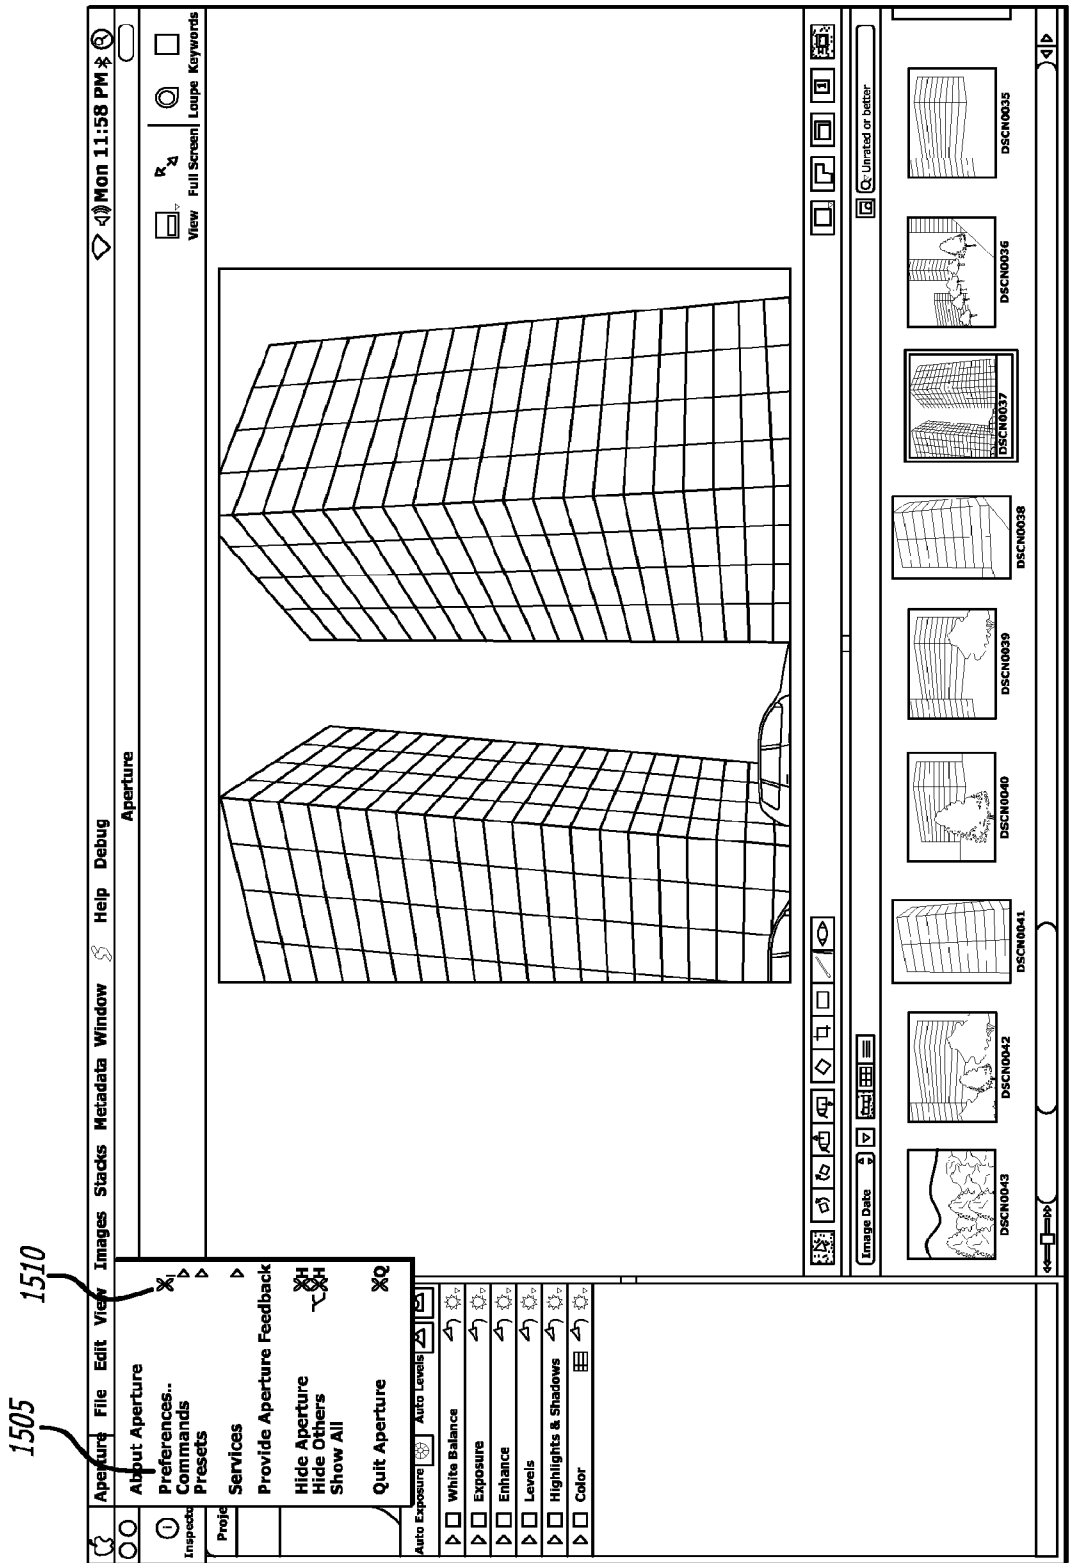 1505
1510
Aperture File Edit View Images Stacks Metadata Window Help Debug Mon 11:58 PM
Aperture
About Aperture
Preferences..
Commands
Presets
Services
Provide Aperture Feedback
Hide Aperture ⌘H
Hide Others ⌥⌘H
Show All
Quit Aperture ⌘Q
Inspecto
View Full Screen Loupe Keywords
Proje
Auto Exposure Auto Levels
White Balance
Exposure
Enhance
Levels
Highlights & Shadows
Color
1
Image Date
Unrated or better
DSCN0043
DSCN0042
DSCN0041
DSCN0040
DSCN0039
DSCN0038
DSCN0037
DSCN0036
DSCN0035